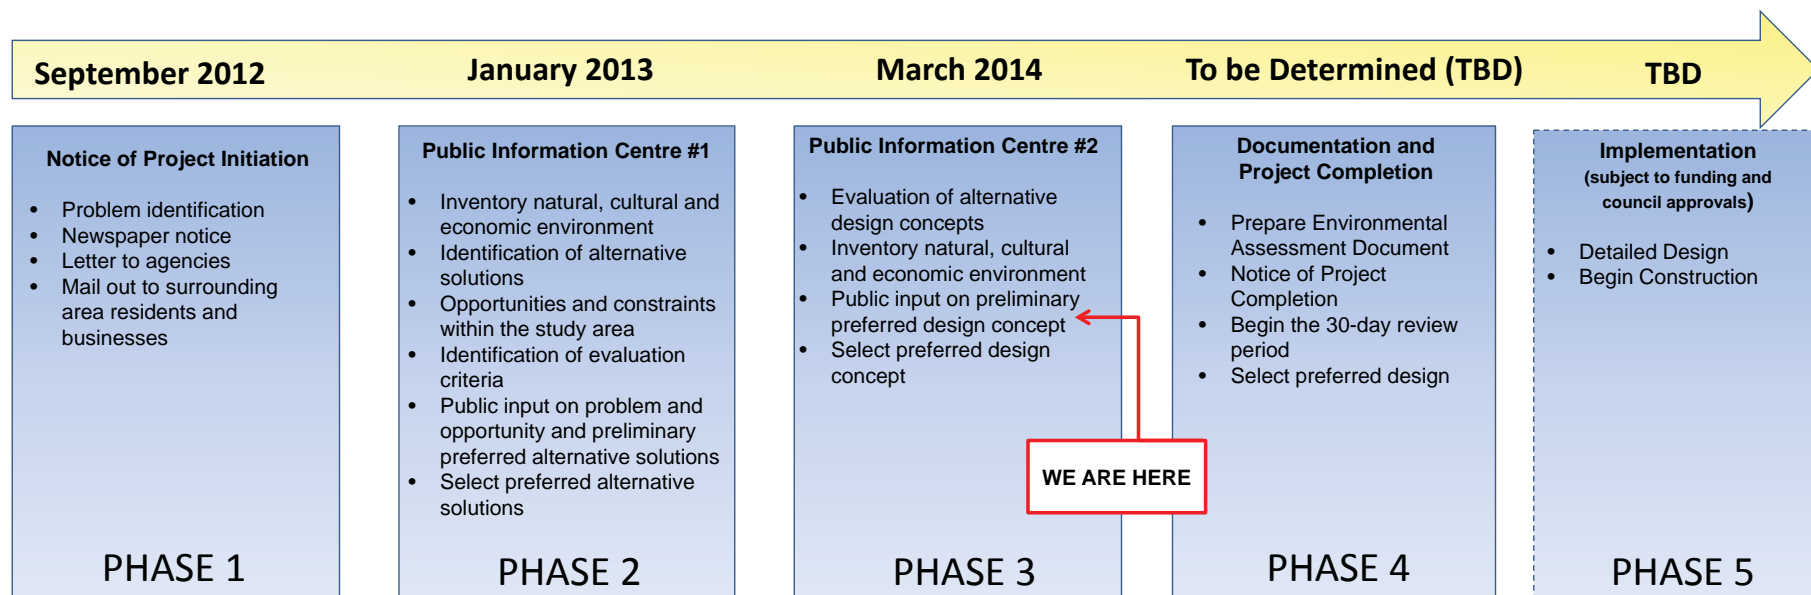 September 2012
January 2013
March 2014
To be Determined (TBD)
TBD
Notice of Project Initiation
• Problem identification
• Newspaper notice
• Letter to agencies
• Mail out to surrounding
area residents and
businesses
PHASE 1
Public Information Centre #1
• Inventory natural, cultural and
economic environment
• Identification of alternative
solutions
• Opportunities and constraints
within the study area
• Identification of evaluation
criteria
• Public input on problem and
opportunity and preliminary
preferred alternative solutions
• Select preferred alternative
solutions
PHASE 2
Public Information Centre #2
• Evaluation of alternative
design concepts
• Inventory natural, cultural
and economic environment
• Public input on preliminary
preferred design concept
• Select preferred design
concept
WE ARE HERE
PHASE 3
Documentation and
Project Completion
• Prepare Environmental
Assessment Document
• Notice of Project
Completion
• Begin the 30-day review
period
• Select preferred design
PHASE 4
Implementation
(subject to funding and
council approvals)
• Detailed Design
• Begin Construction
PHASE 5